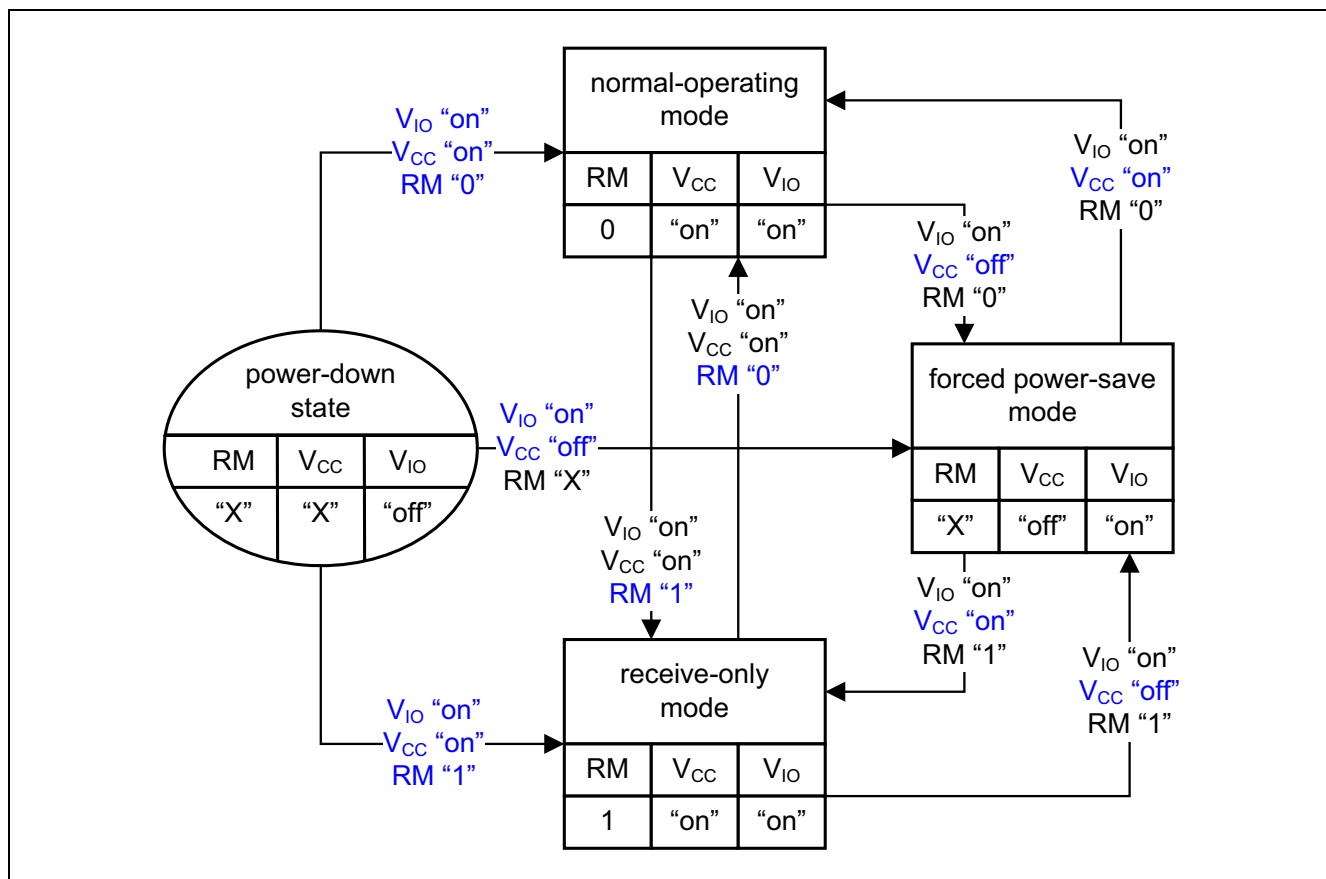 normal-operating
mode
RM VCC VIO
0 “on” “on”
VIO “on”
VCC “on”
RM “0”
VIO “on”
VCC “on”
RM “0”
VIO “on”
VCC “off”
RM “0”
VIO “on”
VCC “on”
RM “0”
power-down
state
RM VCC VIO
“X” “X” “off”
VIO “on”
VCC “off”
RM “X”
forced power-save
mode
RM VCC VIO
“X” “off” “on”
VIO “on”
VCC “on”
RM “1”
VIO “on”
VCC “on”
RM “1”
VIO “on”
VCC “off”
RM “1”
VIO “on”
VCC “on”
RM “1”
receive-only
mode
RM VCC VIO
1 “on” “on”